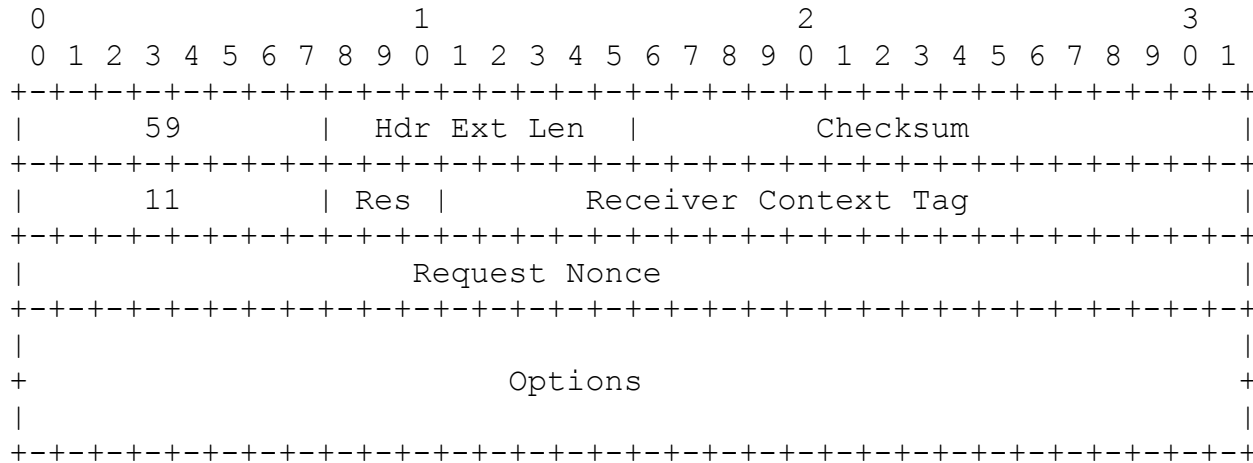 0                   1                   2                   3
 0 1 2 3 4 5 6 7 8 9 0 1 2 3 4 5 6 7 8 9 0 1 2 3 4 5 6 7 8 9 0 1
+-+-+-+-+-+-+-+-+-+-+-+-+-+-+-+-+-+-+-+-+-+-+-+-+-+-+-+-+-+-+-+-+
|      59       |  Hdr Ext Len  |         Checksum              |
+-+-+-+-+-+-+-+-+-+-+-+-+-+-+-+-+-+-+-+-+-+-+-+-+-+-+-+-+-+-+-+-+
|      11       | Res |       Receiver Context Tag              |
+-+-+-+-+-+-+-+-+-+-+-+-+-+-+-+-+-+-+-+-+-+-+-+-+-+-+-+-+-+-+-+-+
|                    Request Nonce                              |
+-+-+-+-+-+-+-+-+-+-+-+-+-+-+-+-+-+-+-+-+-+-+-+-+-+-+-+-+-+-+-+-+
|                                                               |
+                         Options                               +
|                                                               |
+-+-+-+-+-+-+-+-+-+-+-+-+-+-+-+-+-+-+-+-+-+-+-+-+-+-+-+-+-+-+-+-+